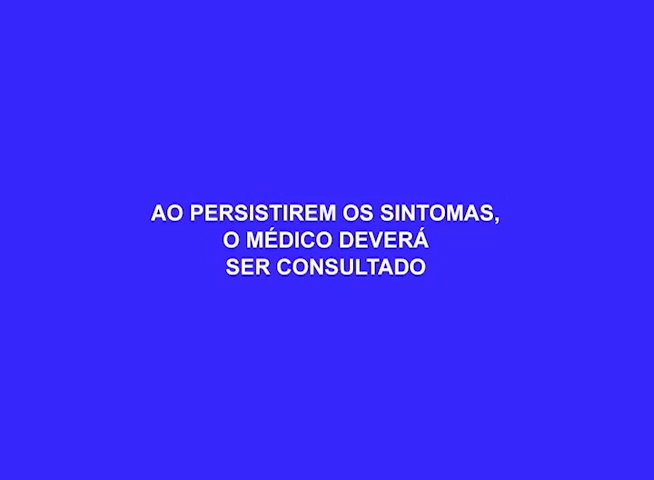 AO PERSISTIREM OS SINTOMAS,
O MÉDICO DEVERÁ
SER CONSULTADO